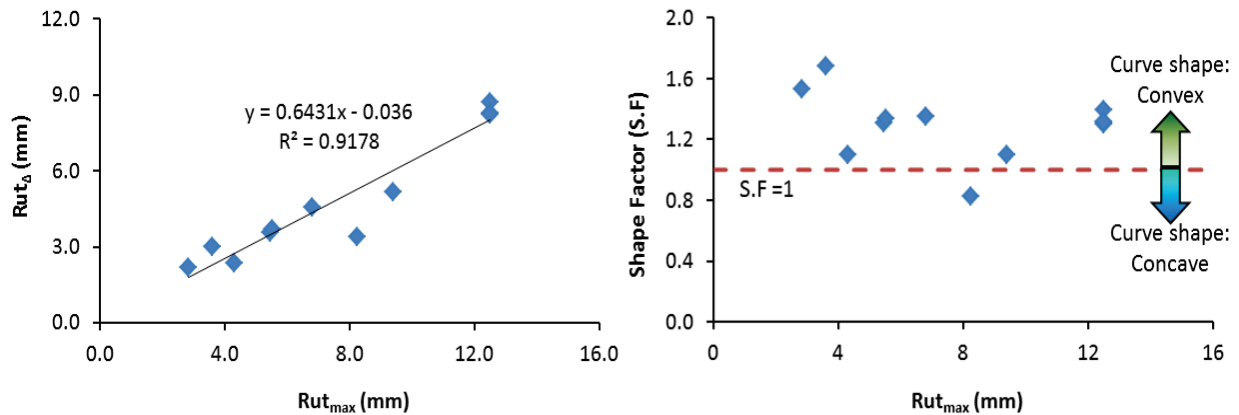 12.0
9.0
6.0
3.0
0.0
Rut∆ (mm)
y = 0.6431x - 0.036
R² = 0.9178
0.0 4.0 8.0 12.0 16.0
Rutmax (mm)
2.0
1.6
1.2
0.8
0.4
0.0
Shape Factor (S.F)
S.F =1
Curve shape:
Convex
Curve shape:
Concave
0 4 8 12 16
Rutmax (mm)